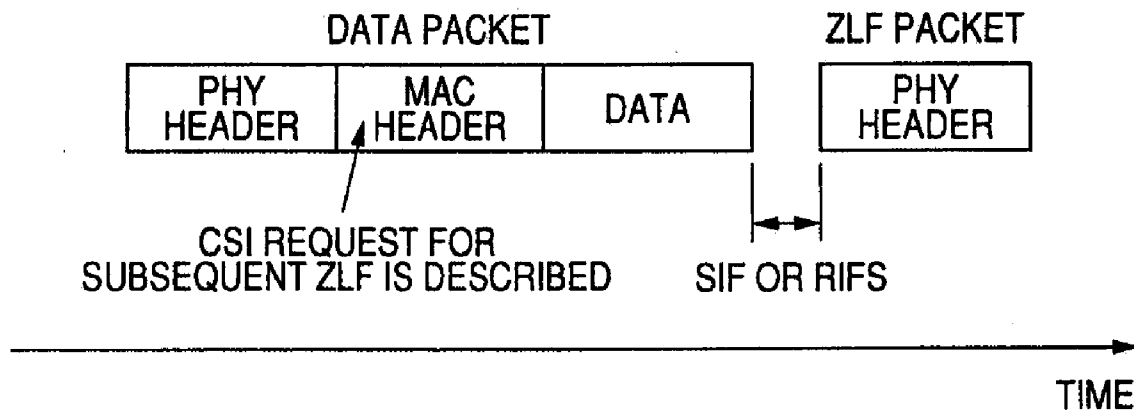 DATA PACKET
ZLF PACKET
PHY
HEADER
MAC
HEADER
DATA
PHY
HEADER
CSI REQUEST FOR
SUBSEQUENT ZLF IS DESCRIBED
SIF OR RIFS
TIME